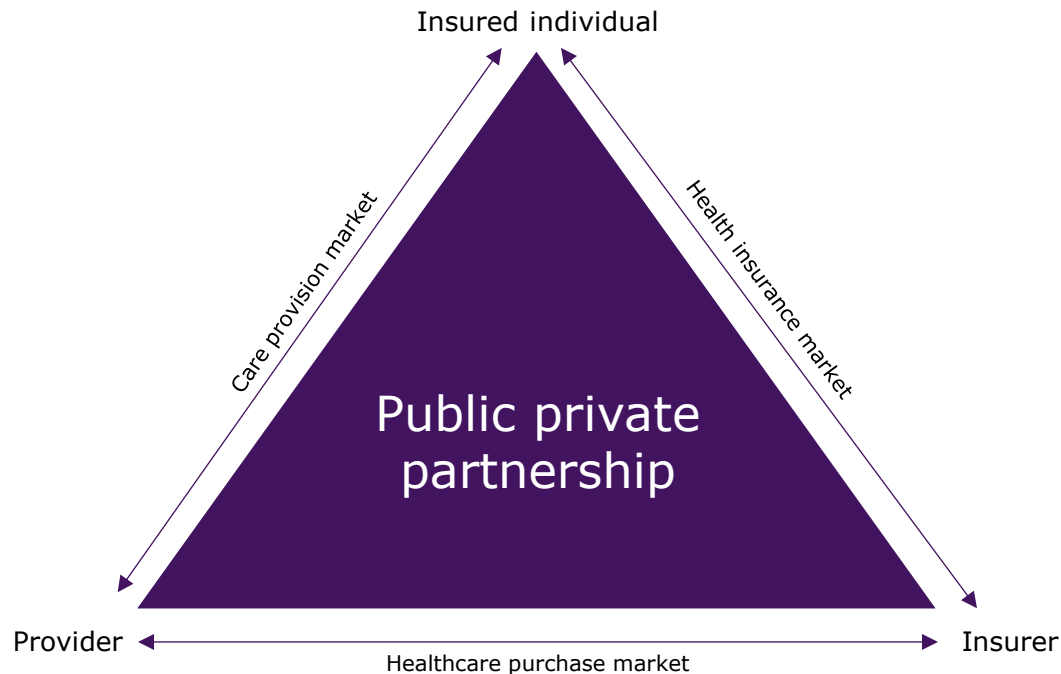 Insured individual
Care provision market
Health insurance market
Public private
partnership
Provider
Insurer
Healthcare purchase market